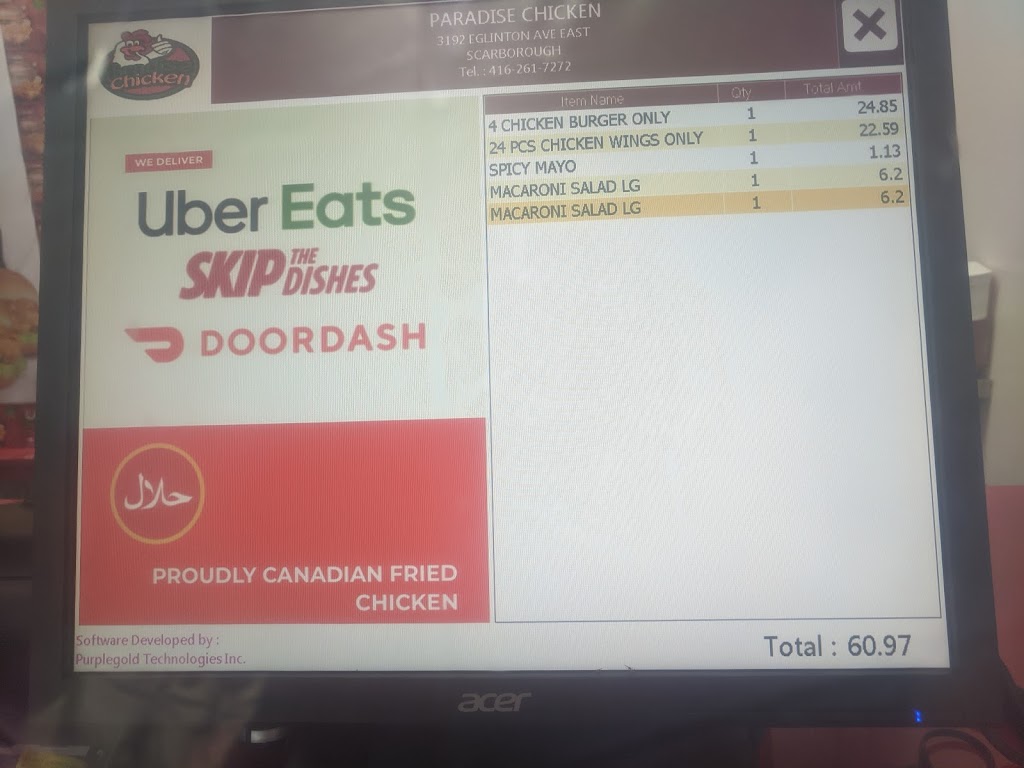 chicken
PARADISE CHICKEN
3192 EGLINTON AVE EAST
SCARBOROUGH
Tel. : 416-261-7272
WE DELIVER
Uber Eats
SKIP THE DISHES
DOORDASH
حلال
PROUDLY CANADIAN FRIED
CHICKEN
Software Developed by :
Purplegold Technologies Inc.
Item Name Qty Total Amt
4 CHICKEN BURGER ONLY 1 24.85
24 PCS CHICKEN WINGS ONLY 1 22.59
SPICY MAYO 1 1.13
MACARONI SALAD LG 1 6.2
MACARONI SALAD LG 1 6.2
Total : 60.97
acer